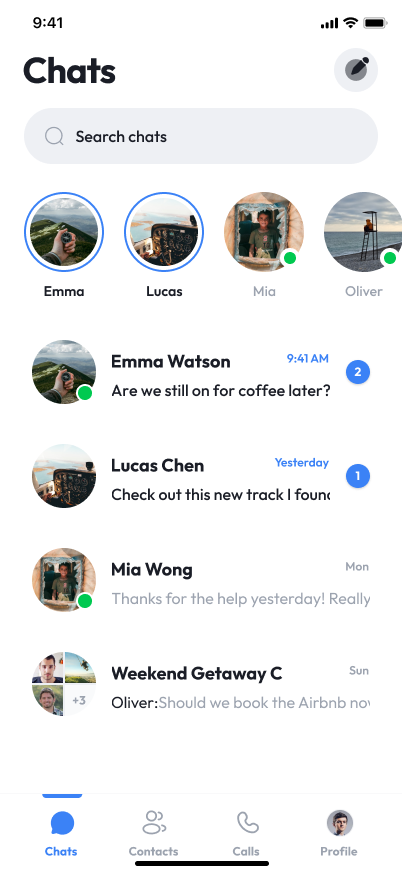 9:41
Chats
Search chats
Emma
Lucas
Mia
Oliver
Emma Watson
9:41 AM
Are we still on for coffee later?
2
Lucas Chen
Yesterday
Check out this new track I found
1
Mia Wong
Mon
Thanks for the help yesterday! Really
+3
Weekend Getaway C
Sun
Oliver:Should we book the Airbnb now
Chats
Contacts
Calls
Profile